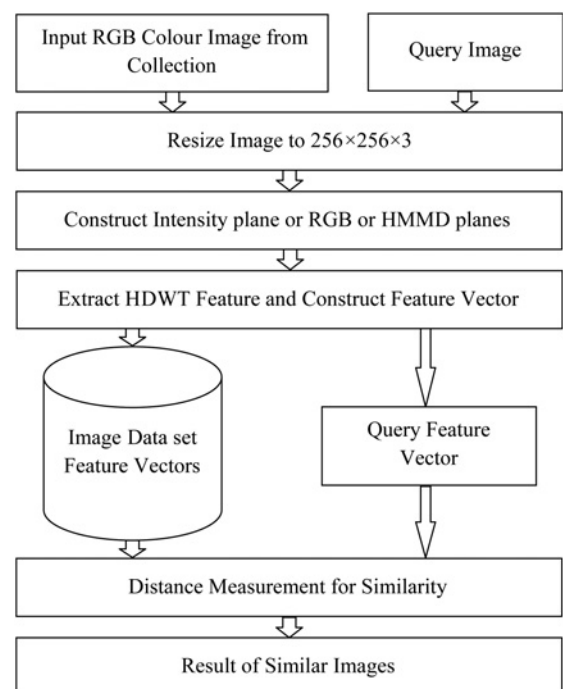 Input RGB Colour Image from
Collection
Query Image
Resize Image to 256×256×3
Construct Intensity plane or RGB or HMMD planes
Extract HDWT Feature and Construct Feature Vector
Image Data set
Feature Vectors
Query Feature
Vector
Distance Measurement for Similarity
Result of Similar Images